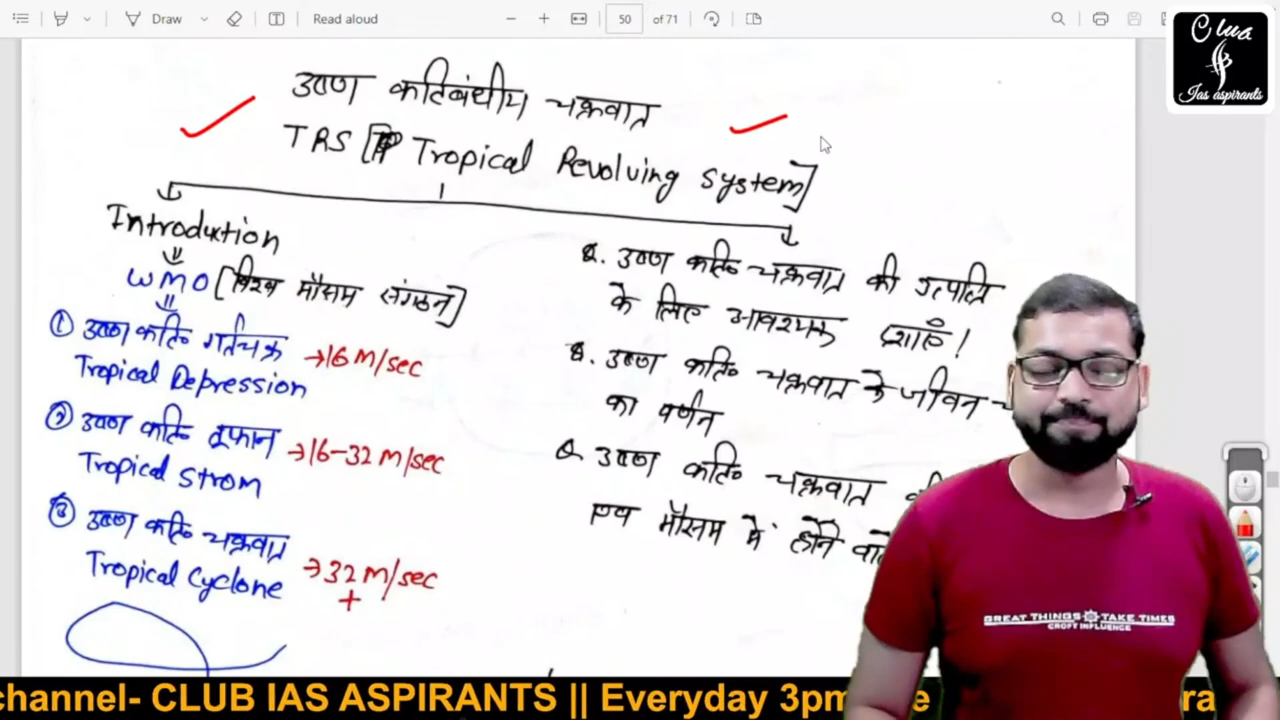 Draw
Read aloud
50 of 71
Club
Ias aspirants
उष्ण कटिबंधीय चक्रवात
TRS [Tropical Revolving System]
Introduction
WMO [विश्व मौसम संगठन]
① उष्ण कटि॰ गर्तचक्र →16 M/sec
Tropical Depression
② उष्ण कटि॰ तूफान →16-32 M/sec
Tropical Strom
③ उष्ण कटि॰ चक्रवात
Tropical Cyclone →32 M/sec
+
Q. उष्ण कटि॰ चक्रवात की उत्पति
के लिए आवश्यक दशाएँ।
Q. उष्ण कटि॰ चक्रवात के जीवन -
का वर्णन
Q. उष्ण कटि॰ चक्रवात
एवं मौसम में होने
GREAT THINGS TAKE TIMES
CROFT INFLUENCE
channel- CLUB IAS ASPIRANTS || Everyday 3pm